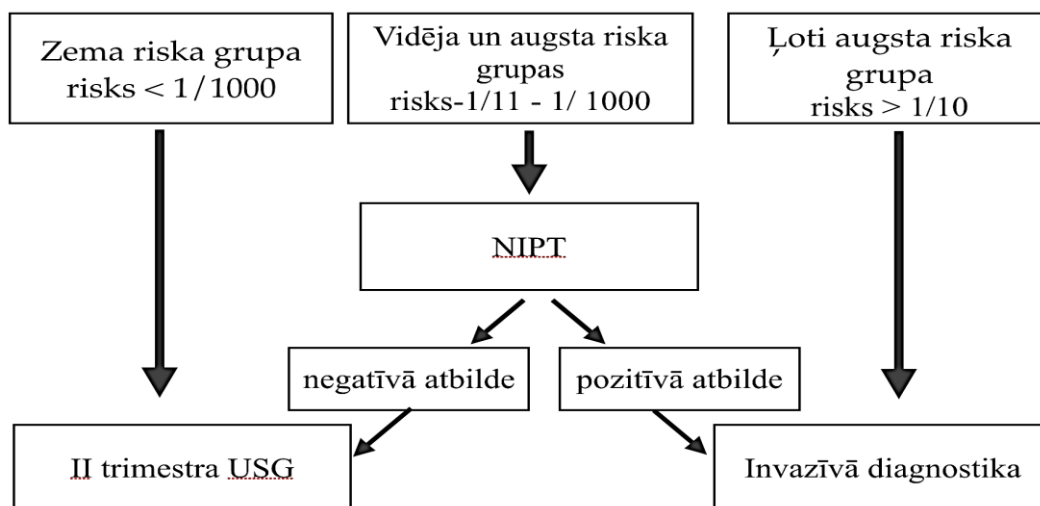 Zema riska grupa
risks < 1/1000
Vidēja un augsta riska
grupas
risks-1/11 - 1/ 1000
Ļoti augsta riska
grupa
risks > 1/10
NIPT
negatīvā atbilde
pozitīvā atbilde
II trimestra USG
Invazīvā diagnostika